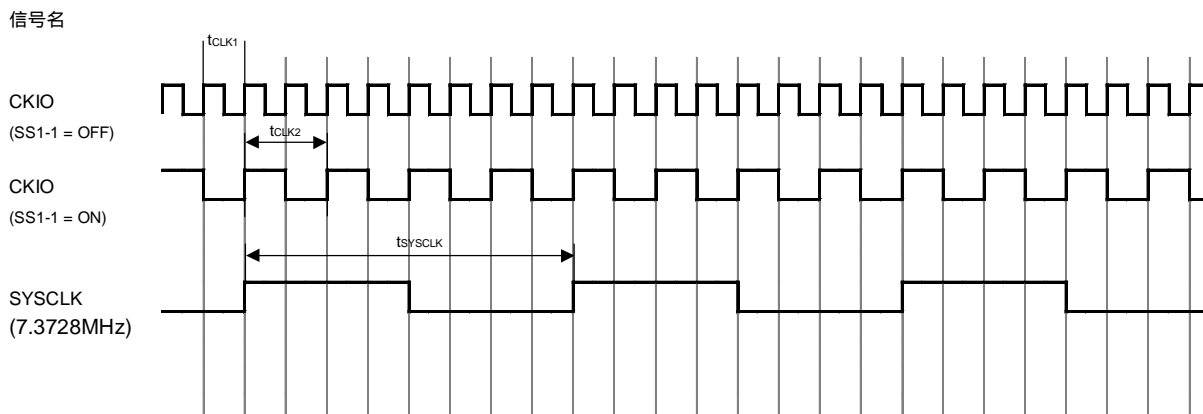 信号名
tCLK1
CKIO
(SS1-1 = OFF)
tCLK2
CKIO
(SS1-1 = ON)
tSYSCLK
SYSCLK
(7.3728MHz)